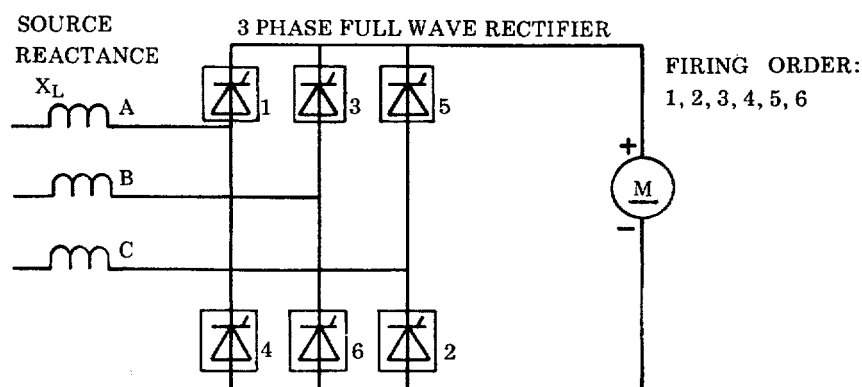 SOURCE
REACTANCE
X_L
3 PHASE FULL WAVE RECTIFIER
FIRING ORDER:
1, 2, 3, 4, 5, 6
A
1
3
5
B
+
M
-
C
4
6
2